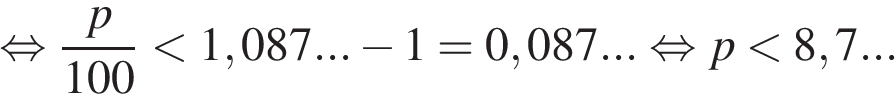 ⇔ p/100 < 1,087... − 1 = 0,087... ⇔ p < 8,7...